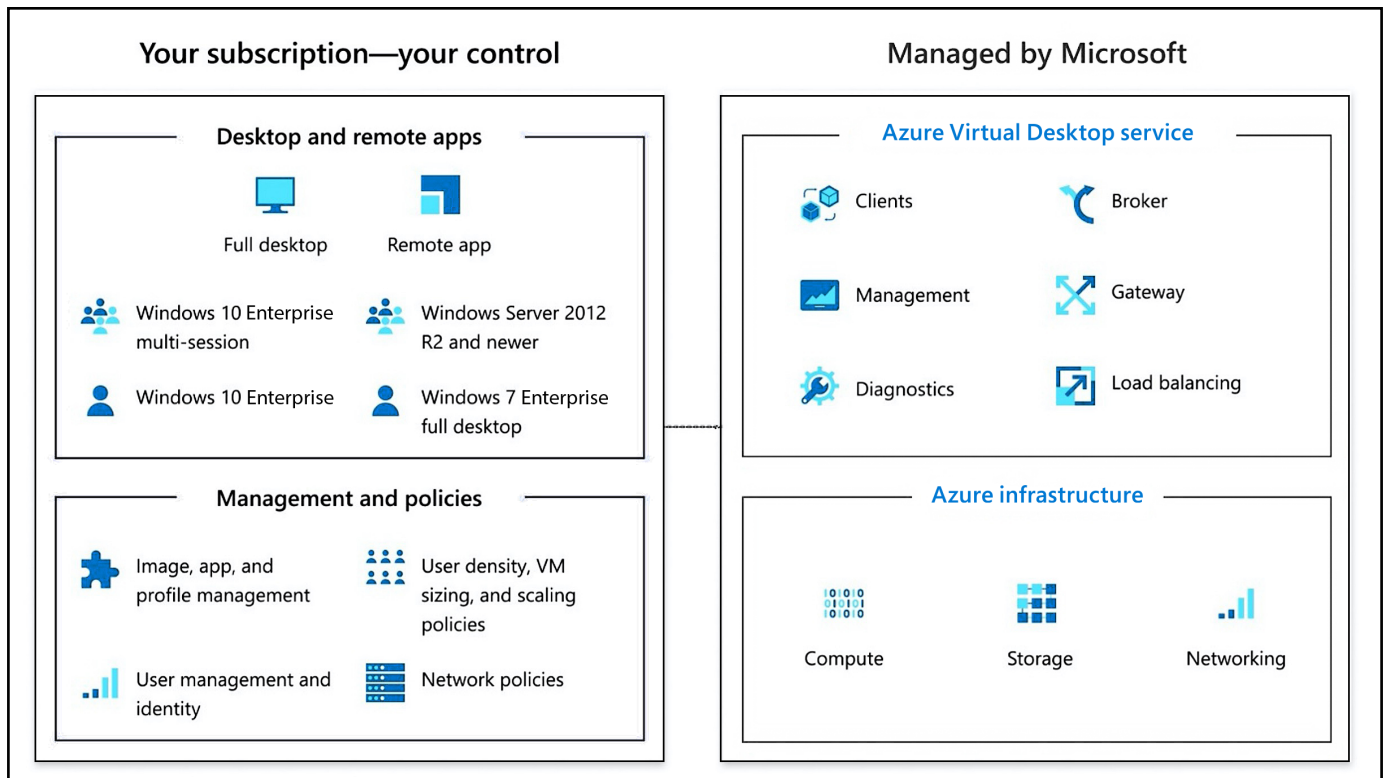 Your subscription—your control
Desktop and remote apps
Full desktop
Remote app
Windows 10 Enterprise
multi-session
Windows Server 2012
R2 and newer
Windows 10 Enterprise
Windows 7 Enterprise
full desktop
Management and policies
Image, app, and
profile management
User density, VM
sizing, and scaling
policies
User management and
identity
Network policies
Managed by Microsoft
Azure Virtual Desktop service
Clients
Broker
Management
Gateway
Diagnostics
Load balancing
Azure infrastructure
Compute
Storage
Networking